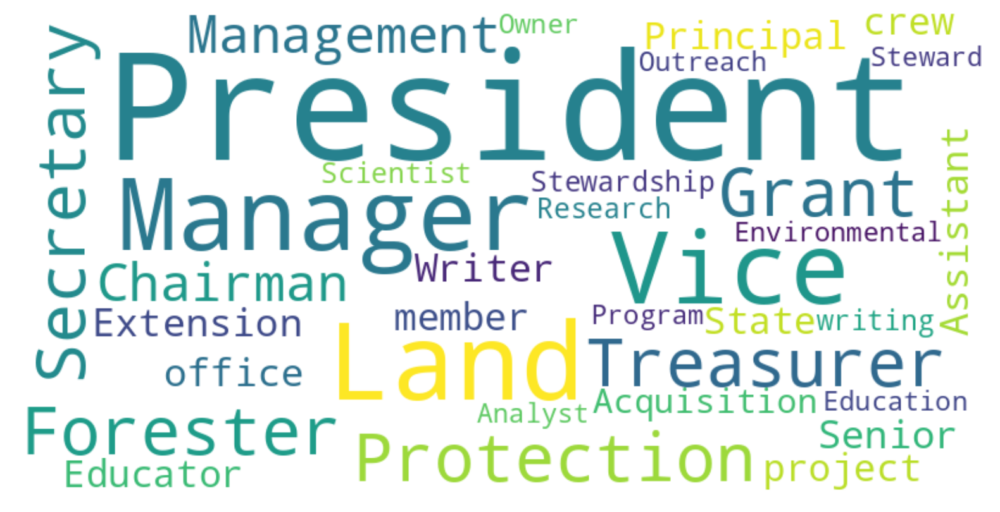 Secretary
Management
Owner
Principal
crew
Outreach
Steward
President
Scientist
Stewardship
Grant
Manager
Research
Environmental
Assistant
Vice
Chairman
Writer
Extension
member
Program
State
writing
office
Land
Treasurer
Forester
Analyst
Acquisition
Education
Senior
Educator
Protection
project